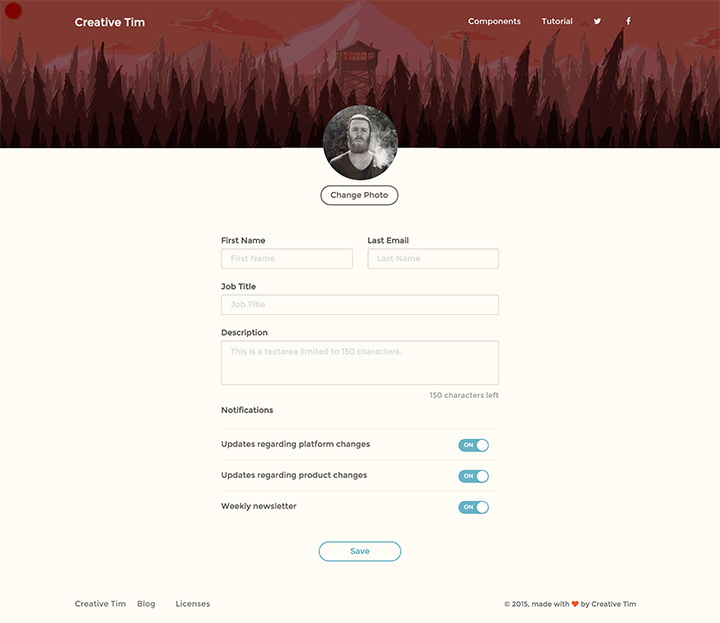 Creative Tim Components Tutorial
Change Photo
First Name Last Email
First Name Last Name
Job Title
Job Title
Description
This is a textarea limited to 150 characters.
150 characters left
Notifications
Updates regarding platform changes ON
Updates regarding product changes ON
Weekly newsletter ON
Save
Creative Tim Blog Licenses © 2015, made with ❤ by Creative Tim